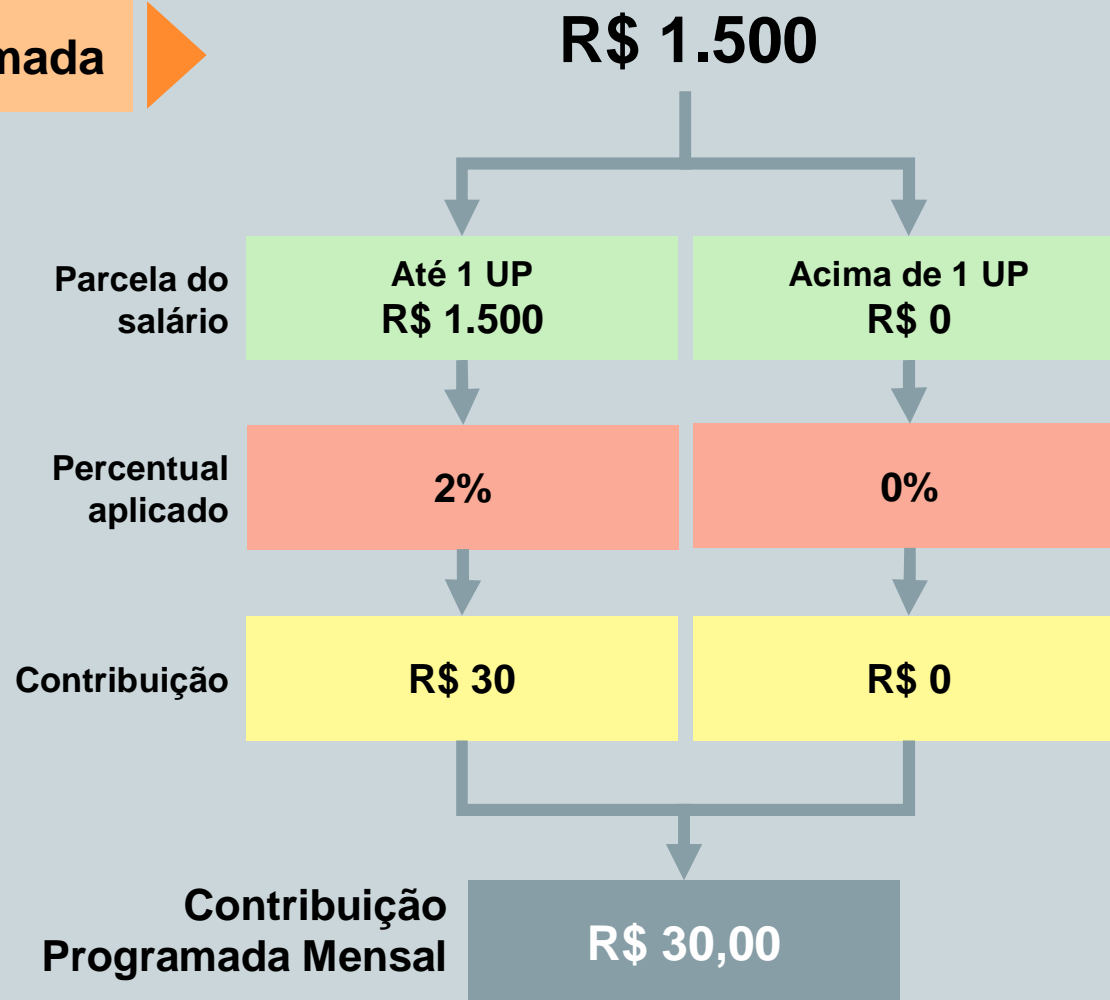 mada
R$ 1.500
Parcela do
salário
Até 1 UP
R$ 1.500
Acima de 1 UP
R$ 0
Percentual
aplicado
2%
0%
Contribuição
R$ 30
R$ 0
Contribuição
Programada Mensal
R$ 30,00